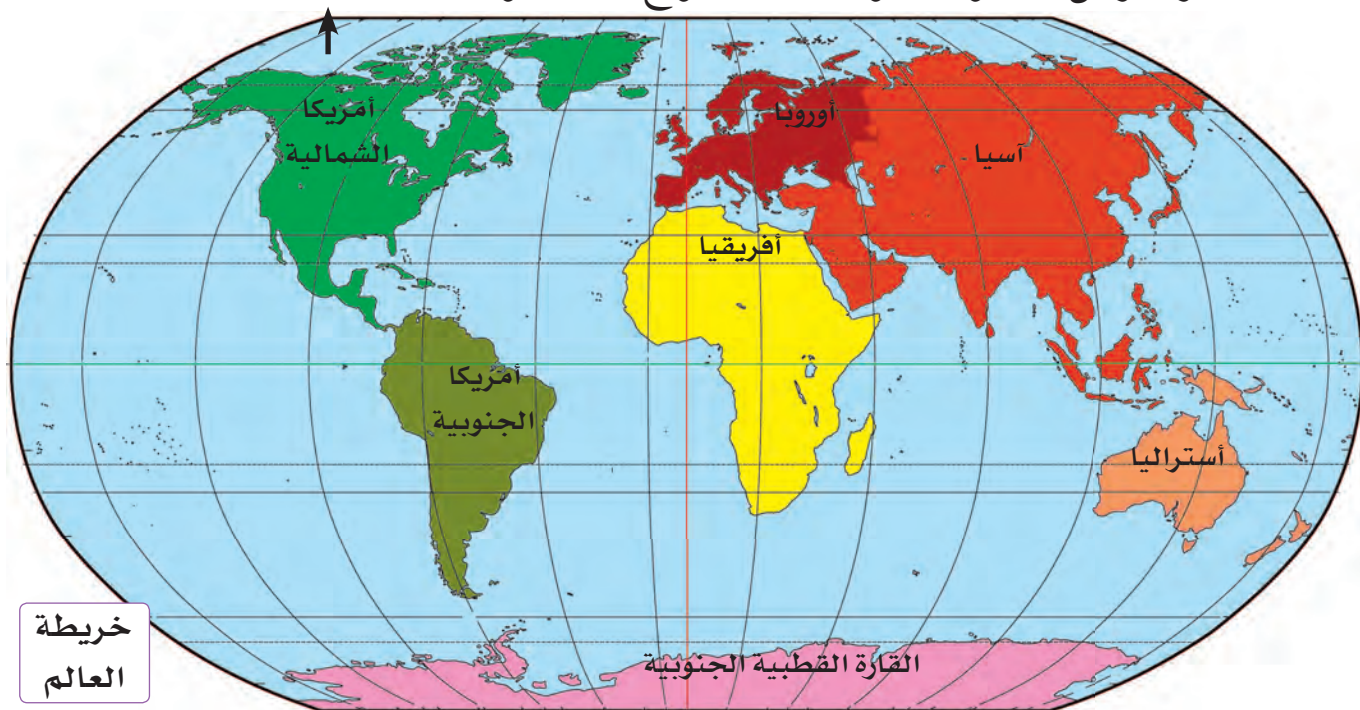 أمريكا
الشمالية
أوروبا
آسيا
أفريقيا
أمريكا
الجنوبية
أستراليا
القارة القطبية الجنوبية
خريطة
العالم